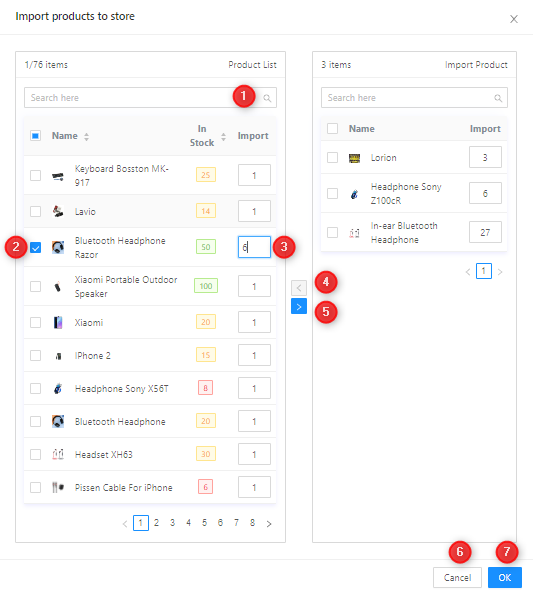 Import products to store
1/76 items Product List
Search here 1
Name In Stock Import
Keyboard Bosston MK-
917
25 1
Lavio 14 1
2 Bluetooth Headphone
Razor
50 6 3
Xiaomi Portable Outdoor
Speaker
100 1
Xiaomi 20 1
IPhone 2 15 1
Headphone Sony X56T 8 1
Bluetooth Headphone 20 1
Headset XH63 30 1
Pissen Cable For iPhone 6 1
< 1 2 3 4 5 6 7 8 >
< 4
> 5
3 items Import Product
Search here
Name Import
Lorion 3
Headphone Sony
Z100cR
6
In-ear Bluetooth
Headphone
27
< 1 >
6 7
Cancel OK